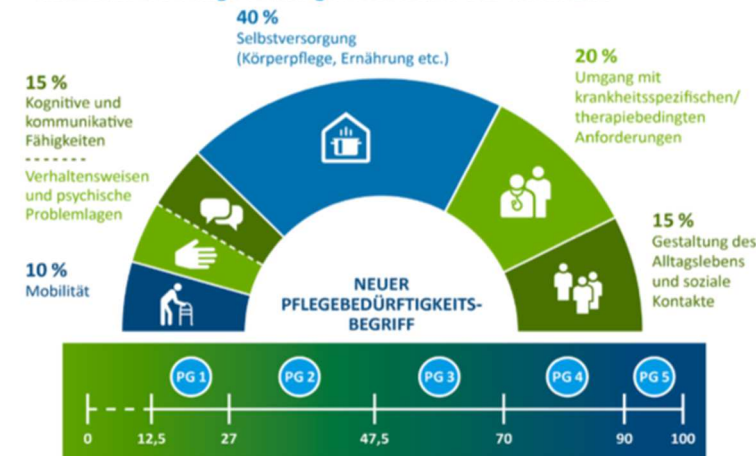 40 %
Selbstversorgung
(Körperpflege, Ernährung etc.)
20 %
Umgang mit
krankheitsspezifischen/
therapiebedingten
Anforderungen
15 %
Kognitive und
kommunikative
Fähigkeiten
Verhaltensweisen
und psychische
Problemlagen
15 %
Gestaltung des
Alltagslebens
und soziale
Kontakte
10 %
Mobilität
NEUER
PFLEGEBEDÜRFTIGKEITS-
BEGRIFF
PG 1 PG 2 PG 3 PG 4 PG 5
0 12,5 27 47,5 70 90 100